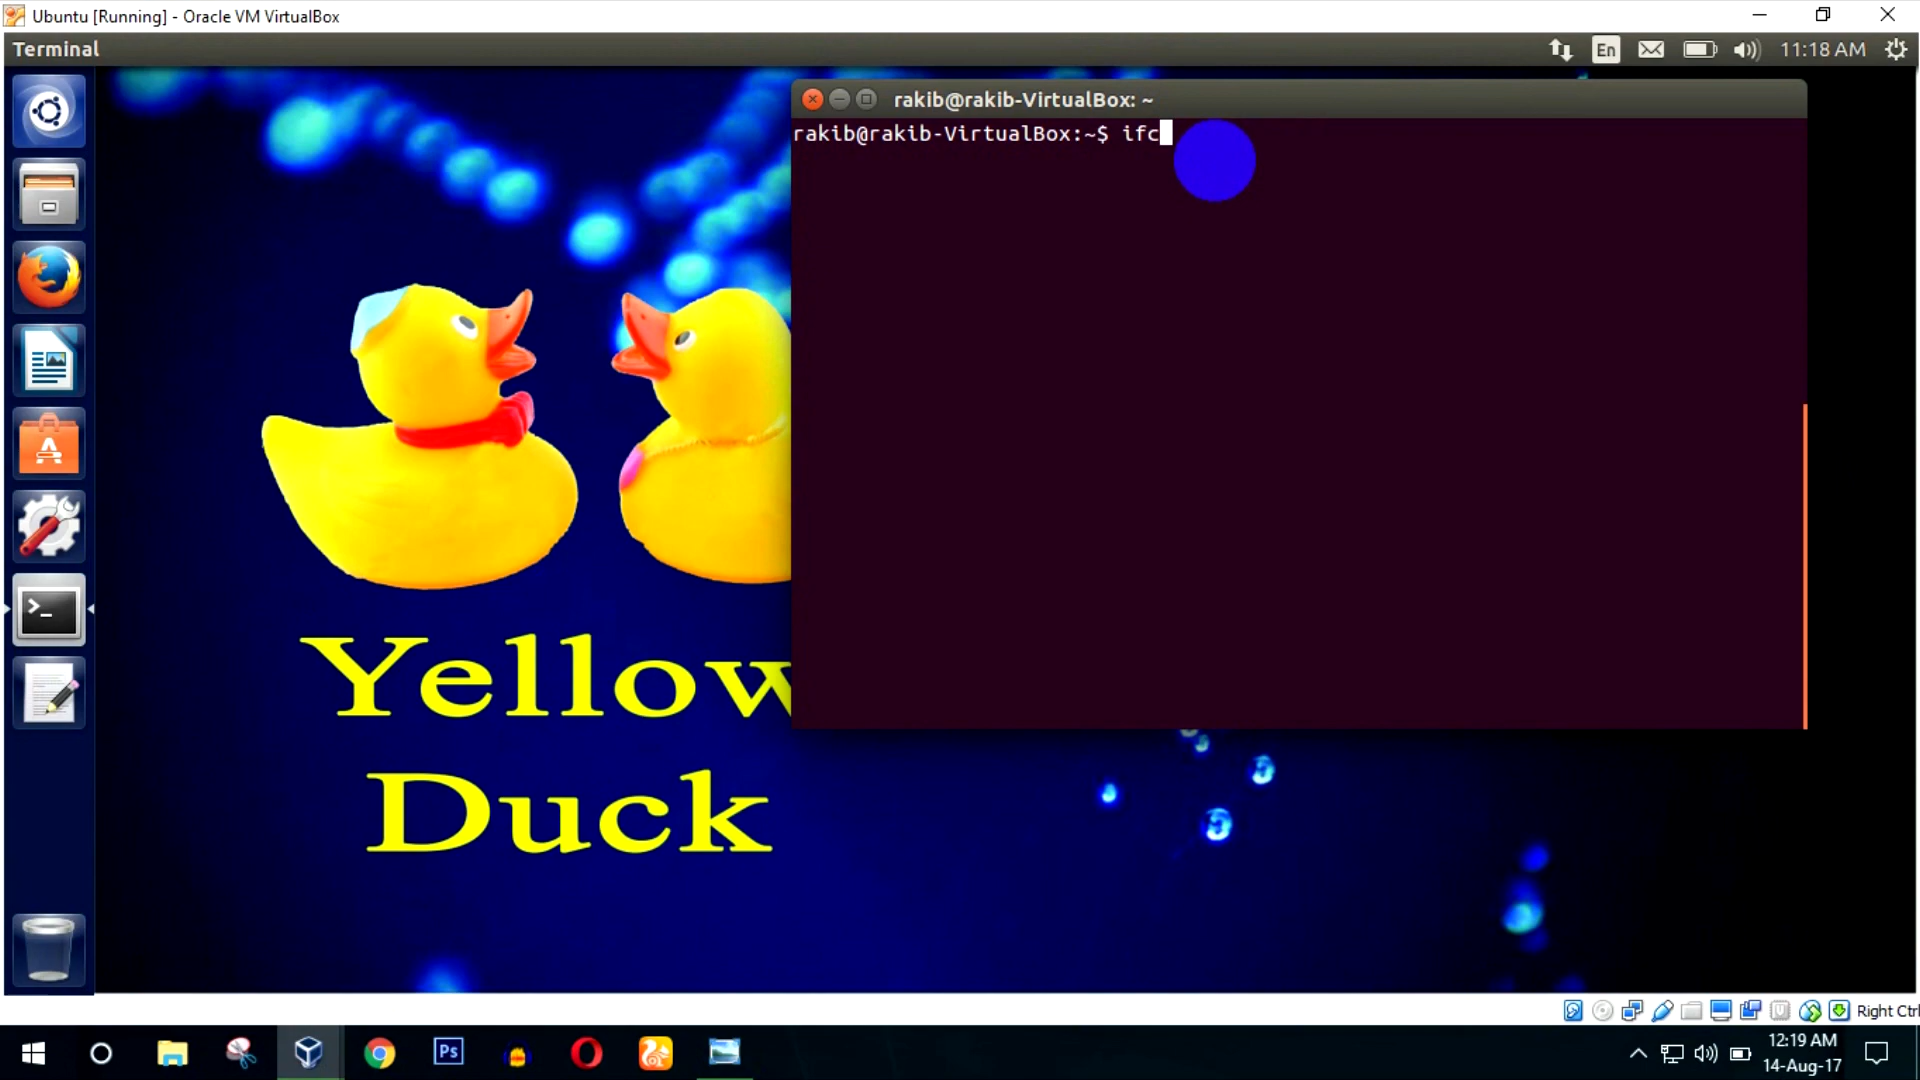 Ubuntu [Running] - Oracle VM VirtualBox
Terminal
En
11:18 AM
rakib@rakib-VirtualBox: ~
rakib@rakib-VirtualBox:~$ ifc
Yellow
Duck
Right Ctrl
Ps
12:19 AM
14-Aug-17